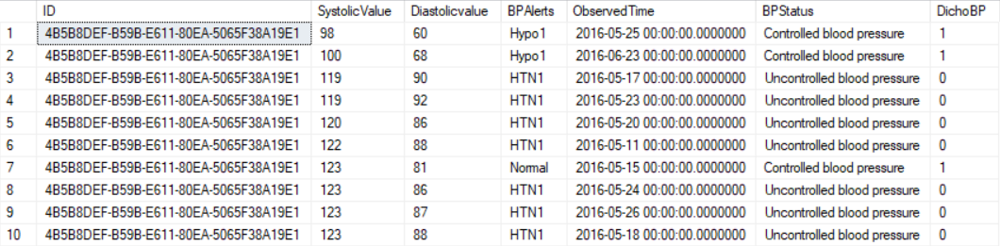 ID SystolicValue Diastolicvalue BPAlerts ObservedTime BPStatus DichoBP
1 4B5B8DEF-B59B-E611-80EA-5065F38A19E1 98 60 Hypo1 2016-05-25 00:00:00.0000000 Controlled blood pressure 1
2 4B5B8DEF-B59B-E611-80EA-5065F38A19E1 100 68 Hypo1 2016-06-23 00:00:00.0000000 Controlled blood pressure 1
3 4B5B8DEF-B59B-E611-80EA-5065F38A19E1 119 90 HTN1 2016-05-17 00:00:00.0000000 Uncontrolled blood pressure 0
4 4B5B8DEF-B59B-E611-80EA-5065F38A19E1 119 92 HTN1 2016-05-23 00:00:00.0000000 Uncontrolled blood pressure 0
5 4B5B8DEF-B59B-E611-80EA-5065F38A19E1 120 86 HTN1 2016-05-20 00:00:00.0000000 Uncontrolled blood pressure 0
6 4B5B8DEF-B59B-E611-80EA-5065F38A19E1 122 88 HTN1 2016-05-11 00:00:00.0000000 Uncontrolled blood pressure 0
7 4B5B8DEF-B59B-E611-80EA-5065F38A19E1 123 81 Normal 2016-05-15 00:00:00.0000000 Controlled blood pressure 1
8 4B5B8DEF-B59B-E611-80EA-5065F38A19E1 123 86 HTN1 2016-05-24 00:00:00.0000000 Uncontrolled blood pressure 0
9 4B5B8DEF-B59B-E611-80EA-5065F38A19E1 123 87 HTN1 2016-05-26 00:00:00.0000000 Uncontrolled blood pressure 0
10 4B5B8DEF-B59B-E611-80EA-5065F38A19E1 123 88 HTN1 2016-05-18 00:00:00.0000000 Uncontrolled blood pressure 0